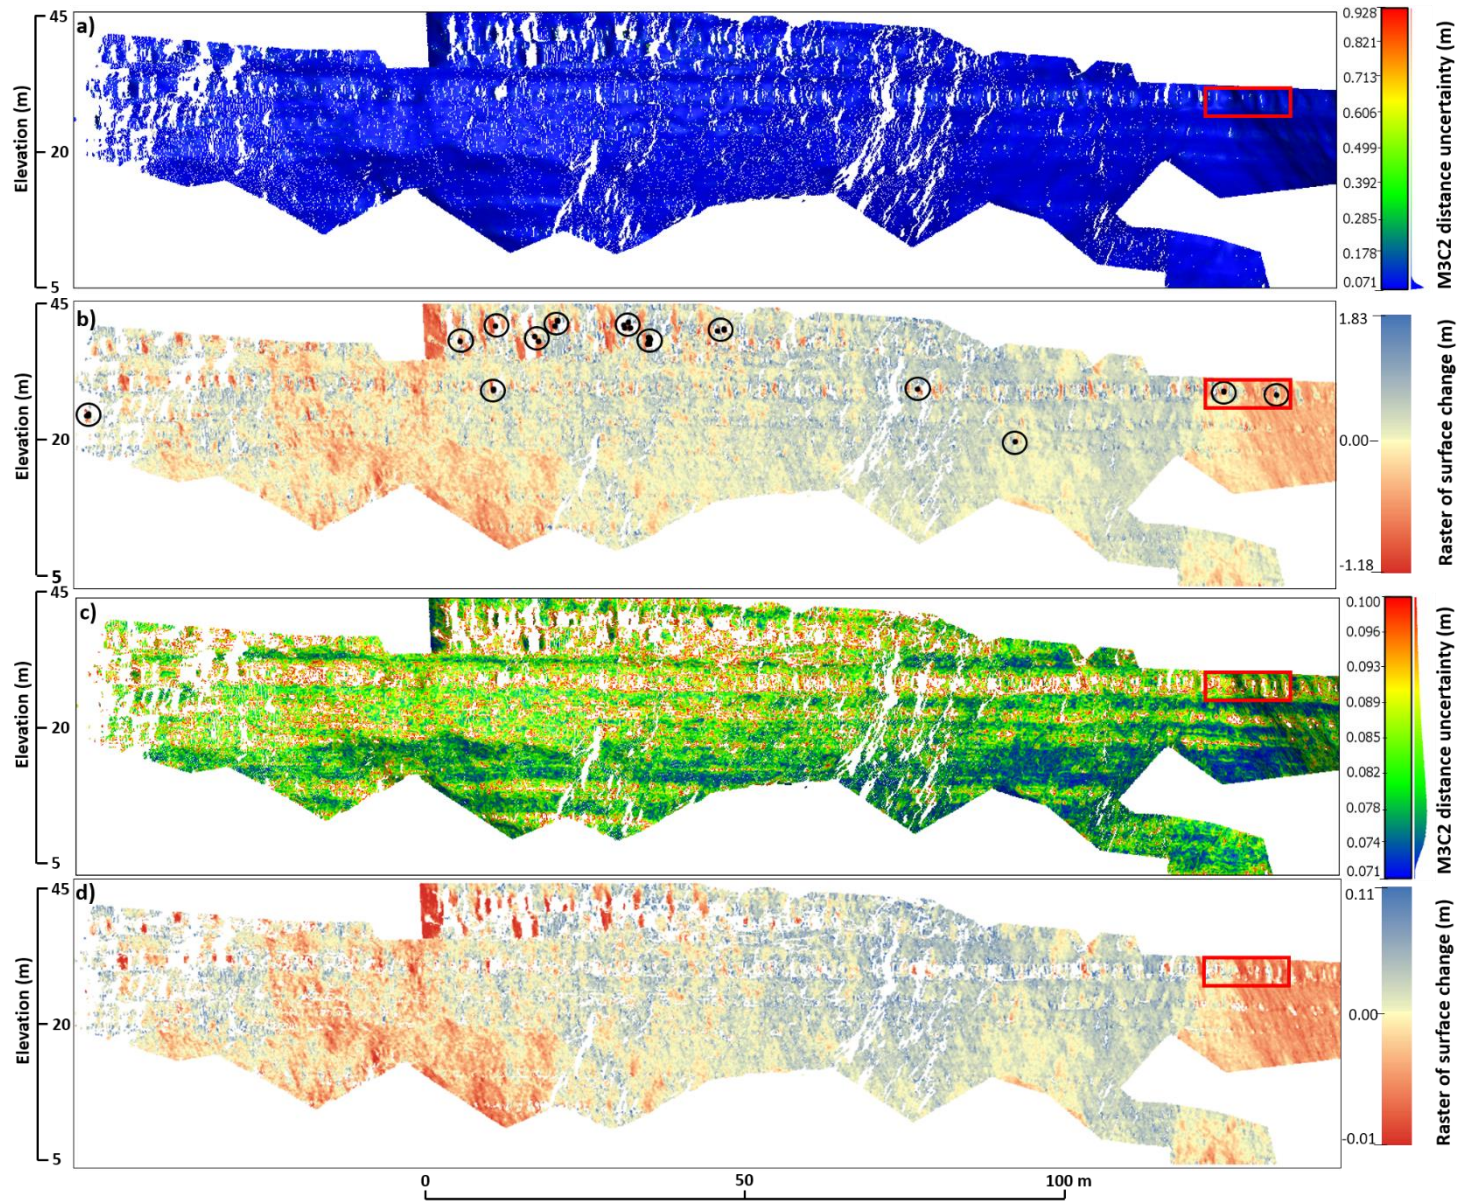 a)
45
20
5
Elevation (m)
0.928
0.821
0.713
0.606
0.499
0.392
0.285
0.178
0.071
M3C2 distance uncertainty (m)
b)
45
20
5
Elevation (m)
1.83
0.00
-1.18
Raster of surface change (m)
c)
45
20
5
Elevation (m)
0.100
0.096
0.093
0.089
0.085
0.082
0.078
0.074
0.071
M3C2 distance uncertainty (m)
d)
45
20
5
Elevation (m)
0.11
0.00
-0.01
Raster of surface change (m)
0 50 100 m